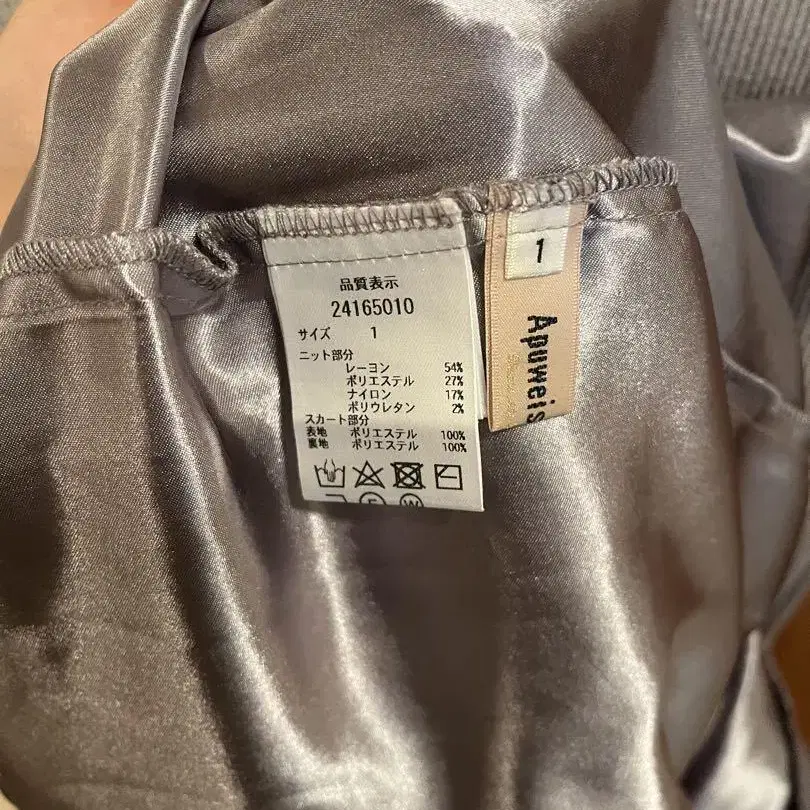 品質表示
24165010
サイズ 1
ニット部分
レーヨン 54%
ポリエステル 27%
ナイロン 17%
ポリウレタン 2%
スカート部分
表地 ポリエステル 100%
裏地 ポリエステル 100%
1
Apuweis